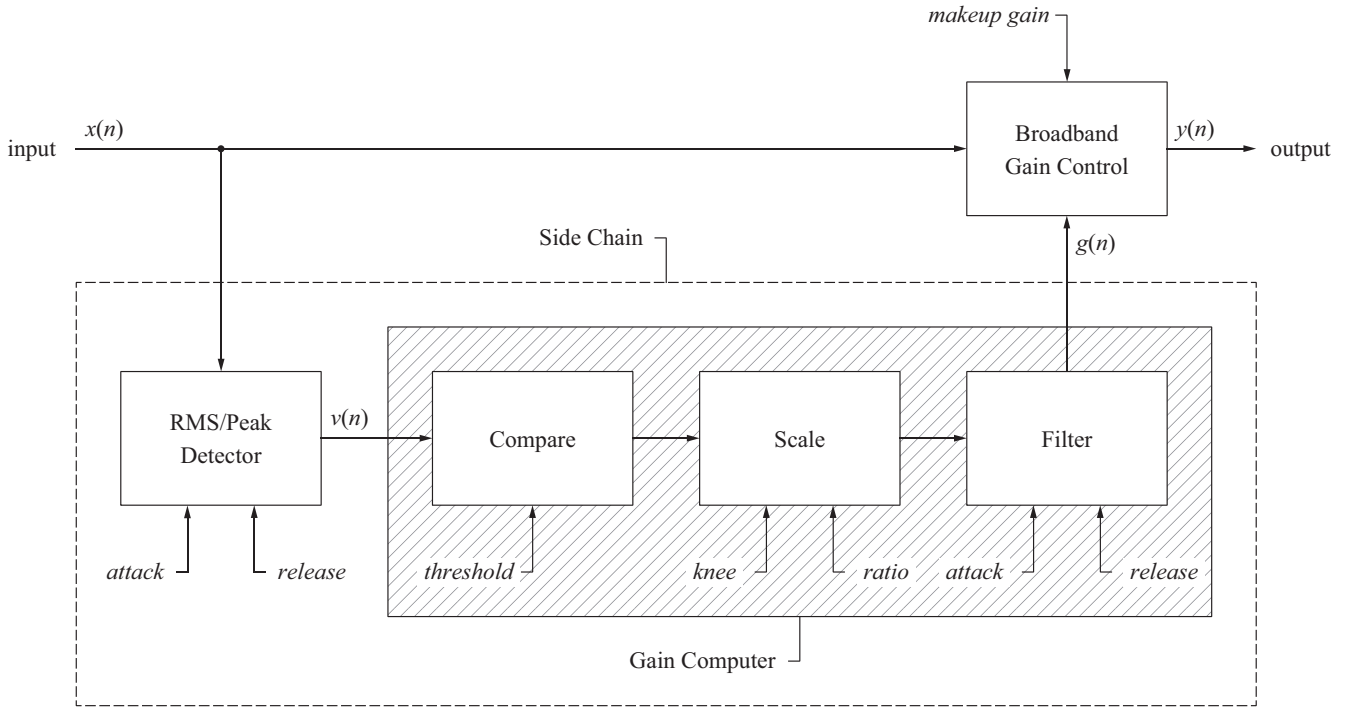 makeup gain
input
x(n)
Broadband
Gain Control
y(n)
output
Side Chain
g(n)
RMS/Peak
Detector
v(n)
Compare
Scale
Filter
attack
release
threshold
knee
ratio
attack
release
Gain Computer